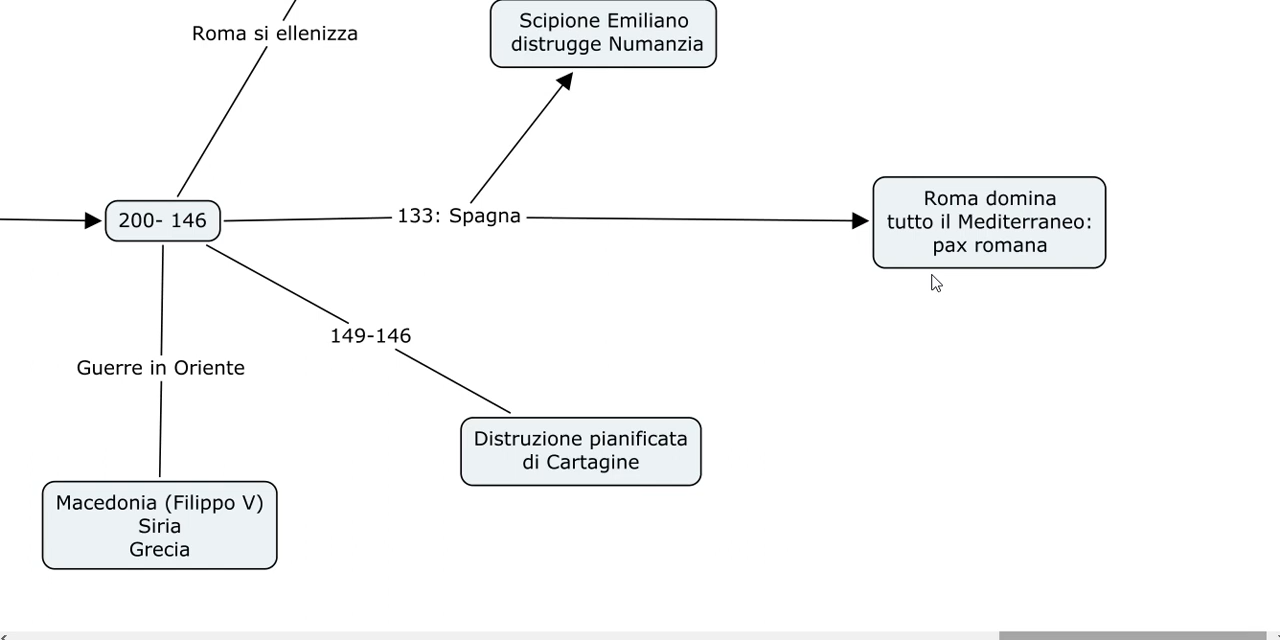 Roma si ellenizza
Scipione Emiliano
distrugge Numanzia
200- 146
133: Spagna
Roma domina
tutto il Mediterraneo:
pax romana
149-146
Guerre in Oriente
Distruzione pianificata
di Cartagine
Macedonia (Filippo V)
Siria
Grecia